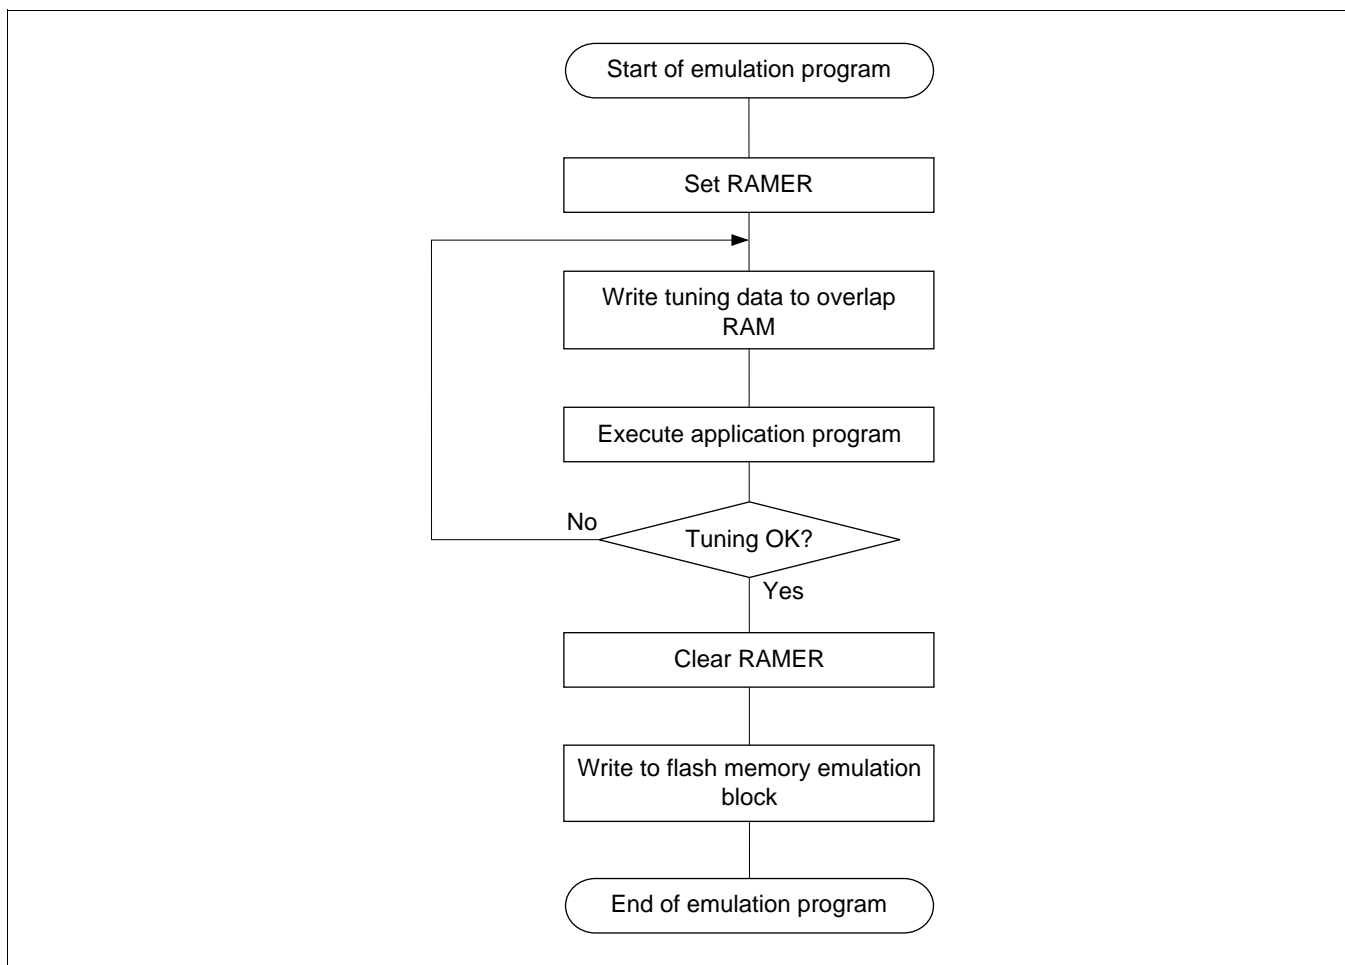 Start of emulation program
Set RAMER
Write tuning data to overlap
RAM
Execute application program
No
Tuning OK?
Yes
Clear RAMER
Write to flash memory emulation
block
End of emulation program